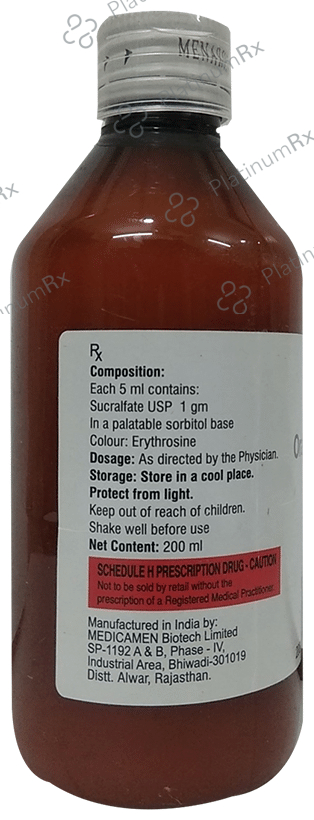 PlatinumRx
MENA
PlatinumRx
PlatinumRx
Rx
Composition:
Each 5 ml contains:
Sucralfate USP 1 gm
In a palatable sorbitol base
Colour: Erythrosine
Dosage: As directed by the Physician.
Storage: Store in a cool place.
Protect from light.
Keep out of reach of children.
Shake well before use
Net Content: 200 ml
SCHEDULE H PRESCRIPTION DRUG - CAUTION
Not to be sold by retail without the
prescription of a Registered Medical Practitioner.
Manufactured in India by:
MEDICAMEN Biotech Limited
SP-1192 A & B, Phase - IV,
Industrial Area, Bhiwadi-301019
Distt. Alwar, Rajasthan.